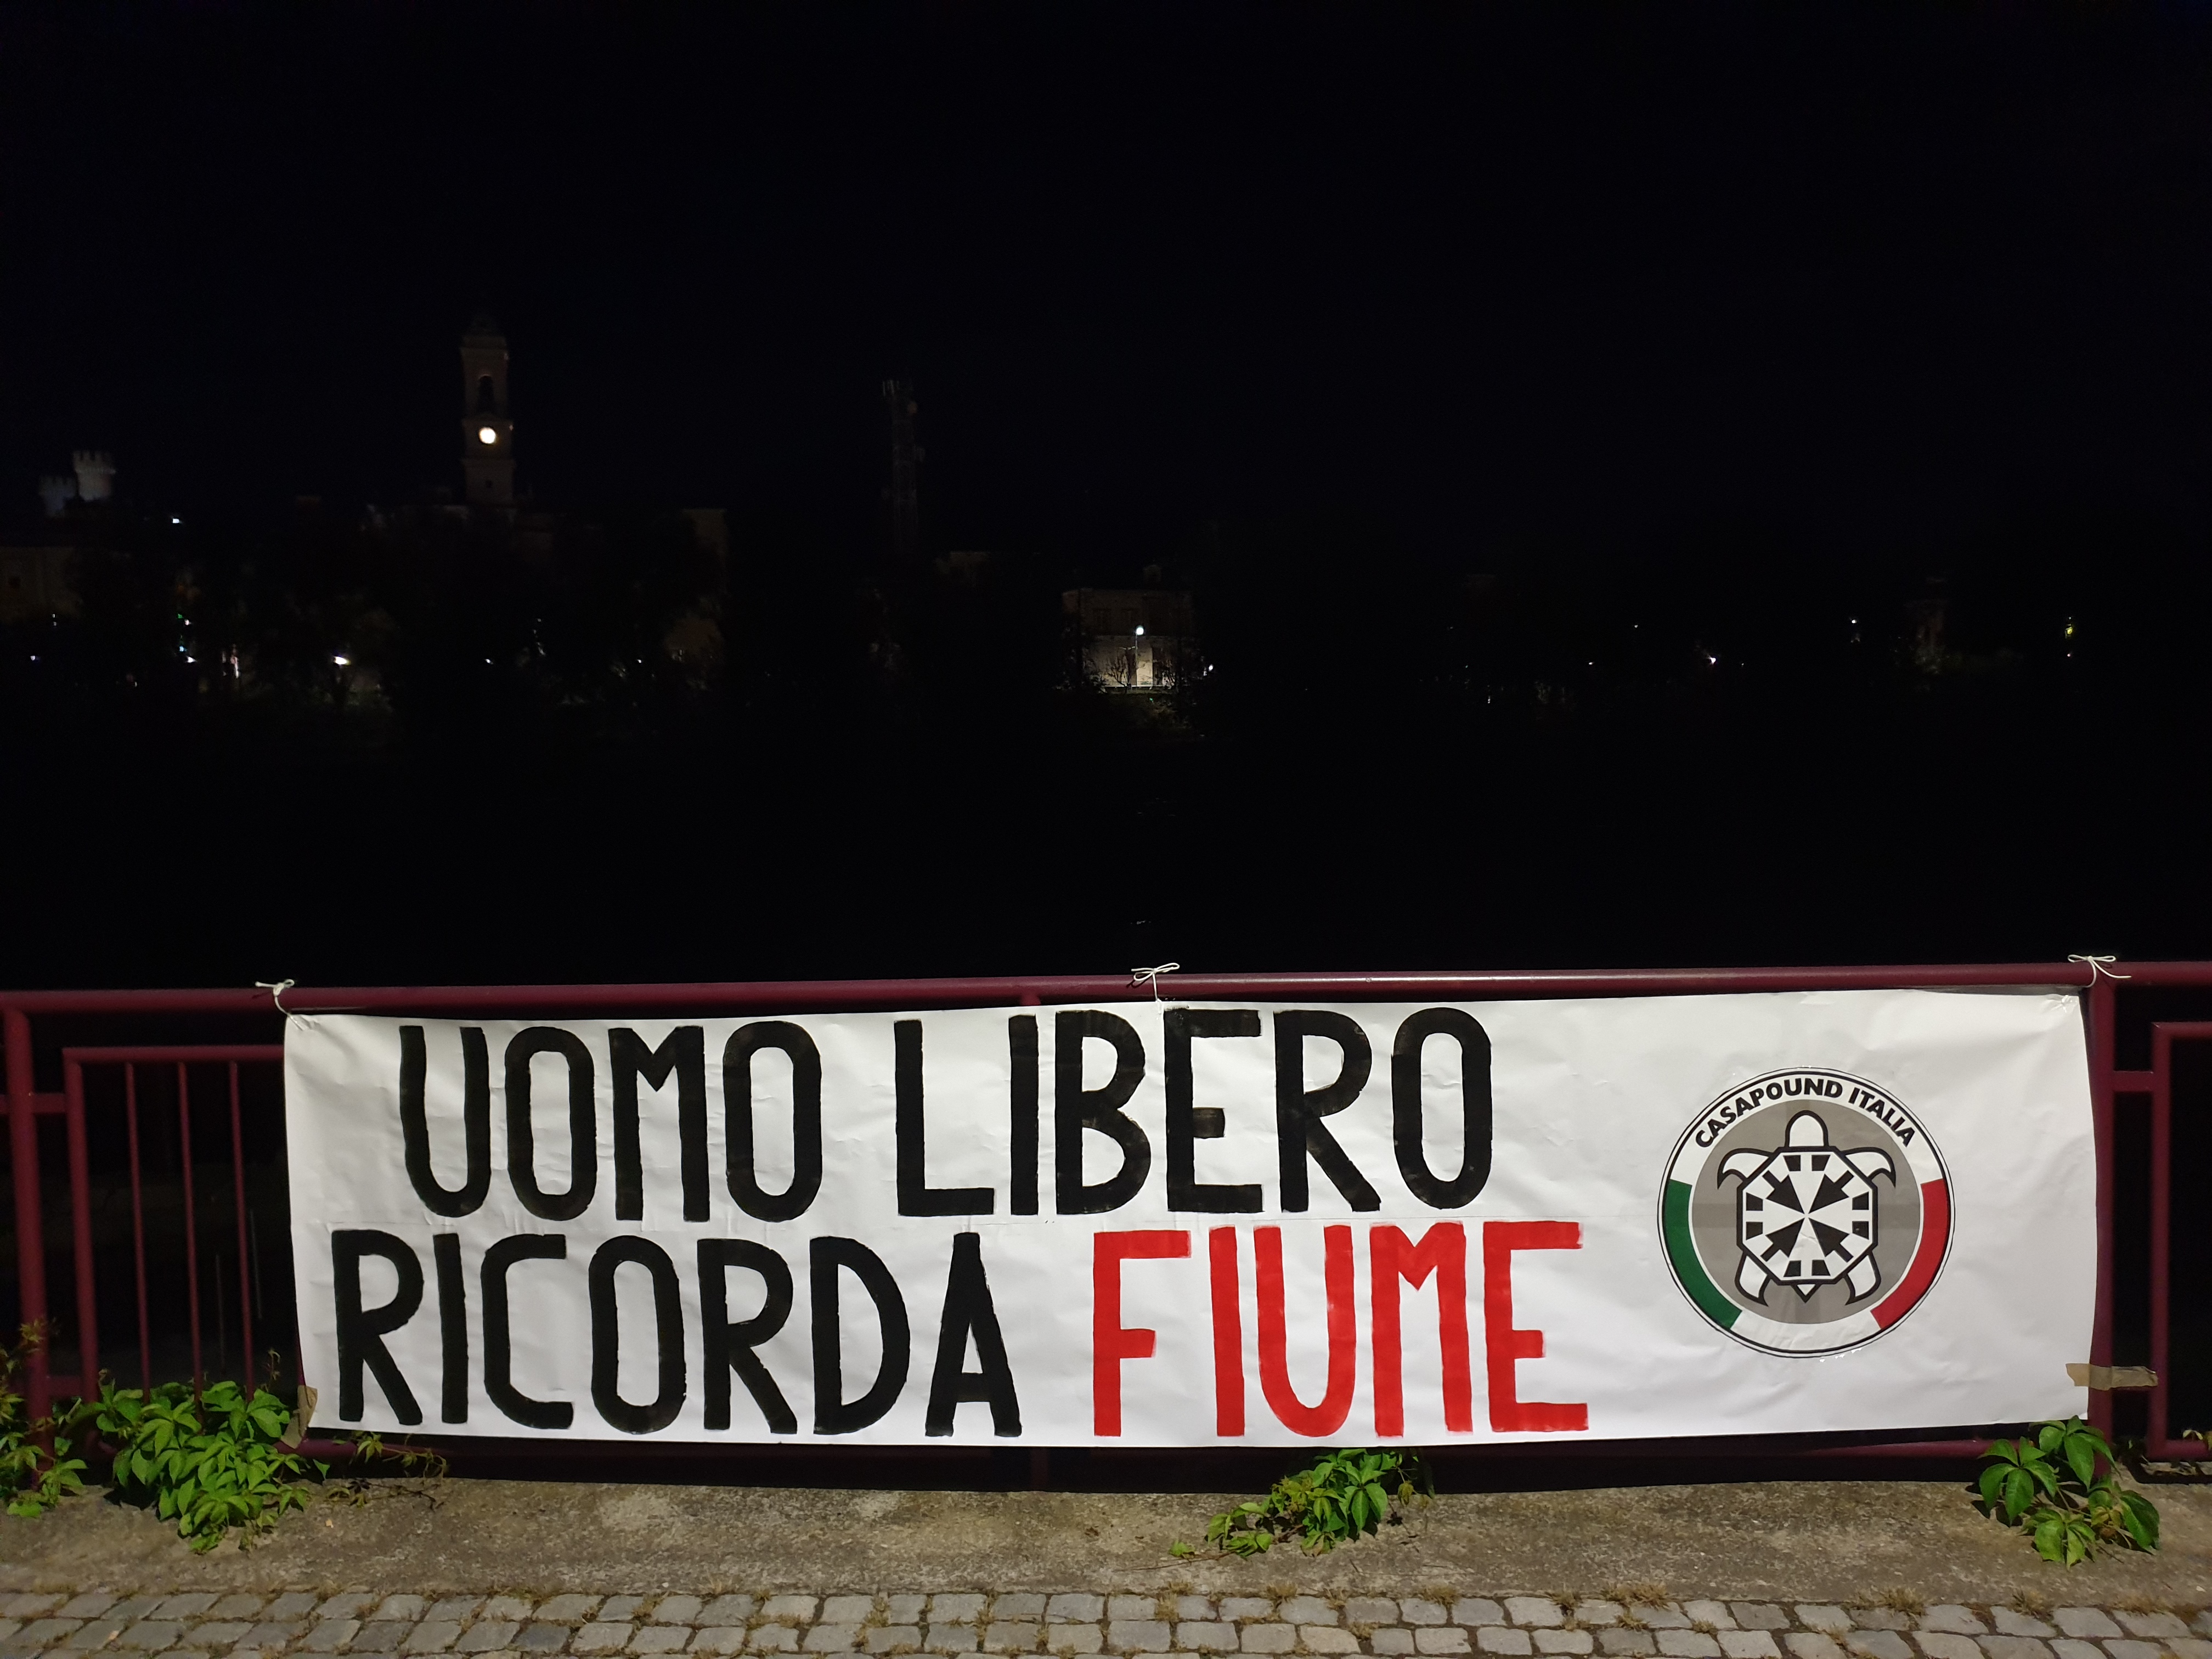 UOMO LIBERO
RICORDA FIUME
CASAPOUND ITALIA